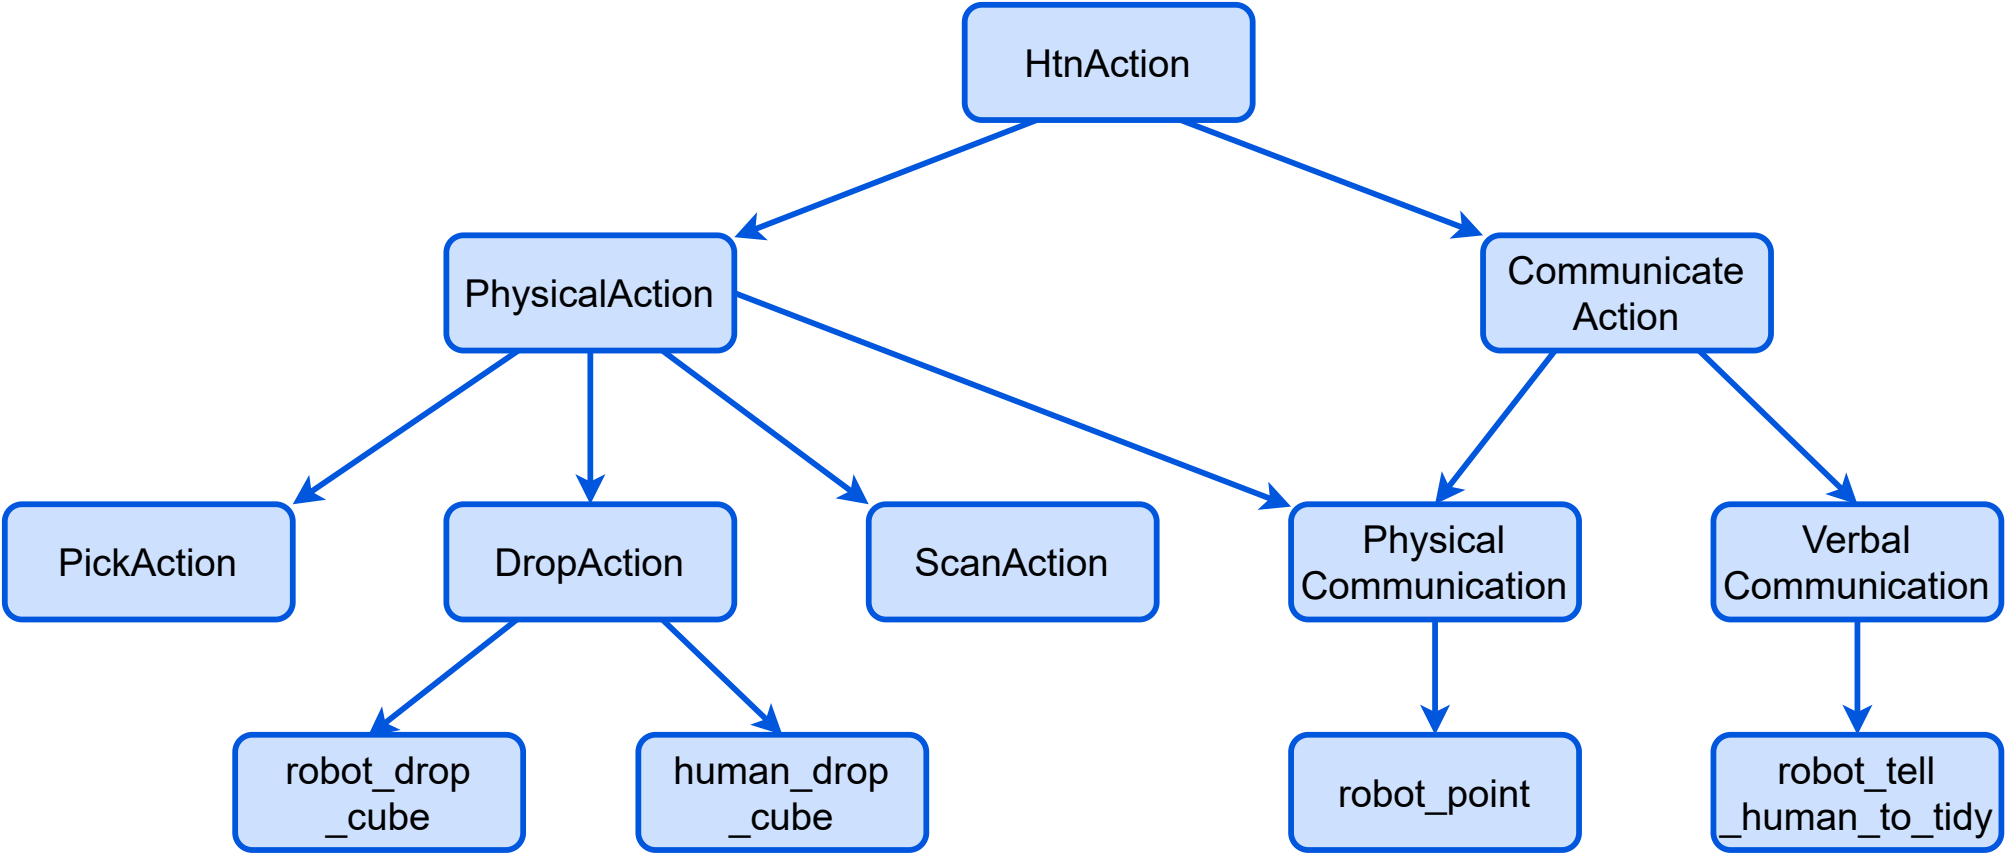 HtnAction
PhysicalAction
Communicate
Action
PickAction
DropAction
ScanAction
Physical
Communication
Verbal
Communication
robot_drop
_cube
human_drop
_cube
robot_point
robot_tell
_human_to_tidy